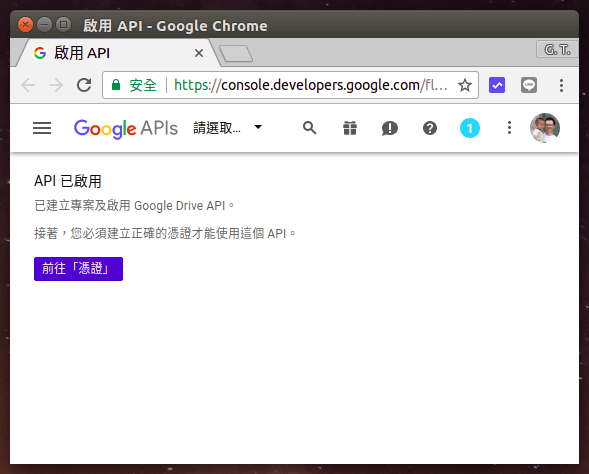 啟用 API - Google Chrome
啟用 API
G. T.
安全 https://console.developers.google.com/fl...
Google APIs 請選取... 1
API 已啟用
已建立專案及啟用 Google Drive API。
接著，您必須建立正確的憑證才能使用這個 API。
前往「憑證」